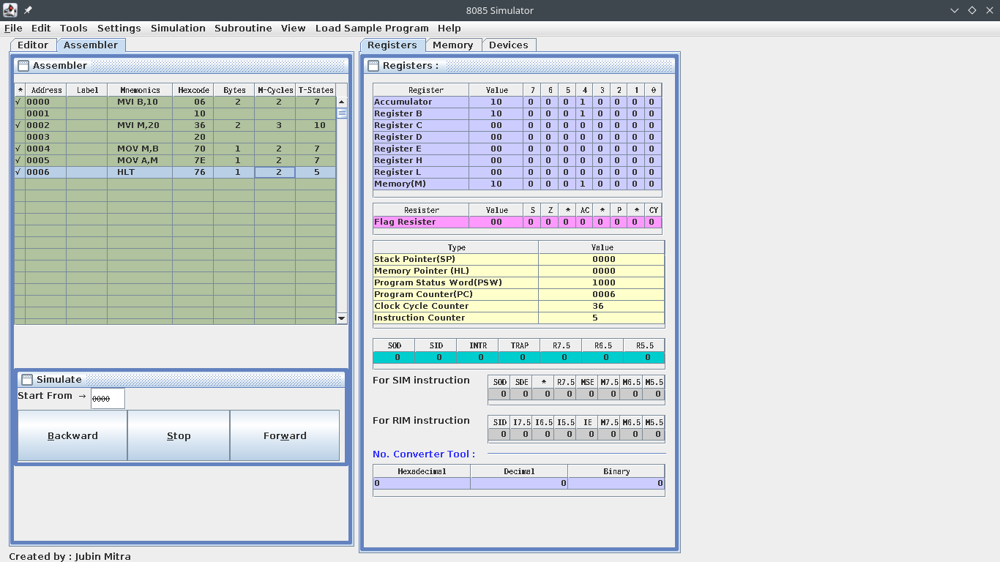 8085 Simulator
File Edit Tools Settings Simulation Subroutine View Load Sample Program Help
Editor Assembler
Assembler
* Address Label Mnemonics Hexcode Bytes M-Cycles T-States
√ 0000 MVI B,10 06 2 2 7
0001 10
√ 0002 MVI M,20 36 2 3 10
0003 20
√ 0004 MOV M,B 70 1 2 7
√ 0005 MOV A,M 7E 1 2 7
√ 0006 HLT 76 1 2 5
Simulate
Start From → 0000
Backward Stop Forward
Created by : Jubin Mitra
Registers Memory Devices
Registers :
Register Value 7 6 5 4 3 2 1 0
Accumulator 10 0 0 0 1 0 0 0 0
Register B 10 0 0 0 1 0 0 0 0
Register C 00 0 0 0 0 0 0 0 0
Register D 00 0 0 0 0 0 0 0 0
Register E 00 0 0 0 0 0 0 0 0
Register H 00 0 0 0 0 0 0 0 0
Register L 00 0 0 0 0 0 0 0 0
Memory(M) 10 0 0 0 1 0 0 0 0
Resister Value S Z * AC * P * CY
Flag Resister 00 0 0 0 0 0 0 0 0
Type Value
Stack Pointer(SP) 0000
Memory Pointer (HL) 0000
Program Status Word(PSW) 1000
Program Counter(PC) 0006
Clock Cycle Counter 36
Instruction Counter 5
SOD SID INTR TRAP R7.5 R6.5 R5.5
0 0 0 0 0 0 0
For SIM instruction
SOD SDE * R7.5 MSE M7.5 M6.5 M5.5
0 0 0 0 0 0 0 0
For RIM instruction
SID I7.5 I6.5 I5.5 IE M7.5 M6.5 M5.5
0 0 0 0 0 0 0 0
No. Converter Tool :
Hexadecimal Decimal Binary
0 0 0